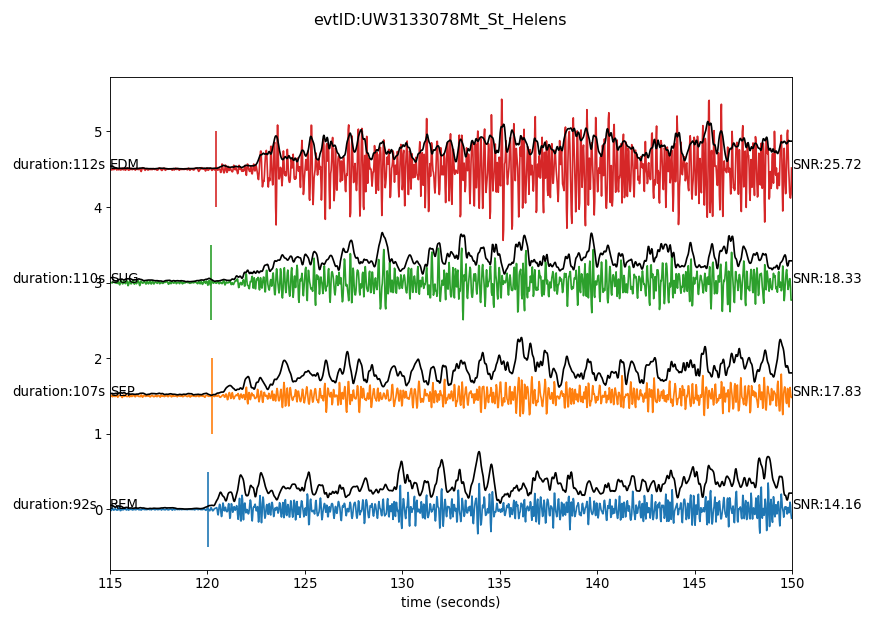 evtID:UW3133078Mt_St_Helens
5
duration:112s EDM SNR:25.72
4
duration:110s SUG SNR:18.33
3
2
duration:107s SEP SNR:17.83
1
duration:92s REM SNR:14.16
0
115 120 125 130 135 140 145 150
time (seconds)